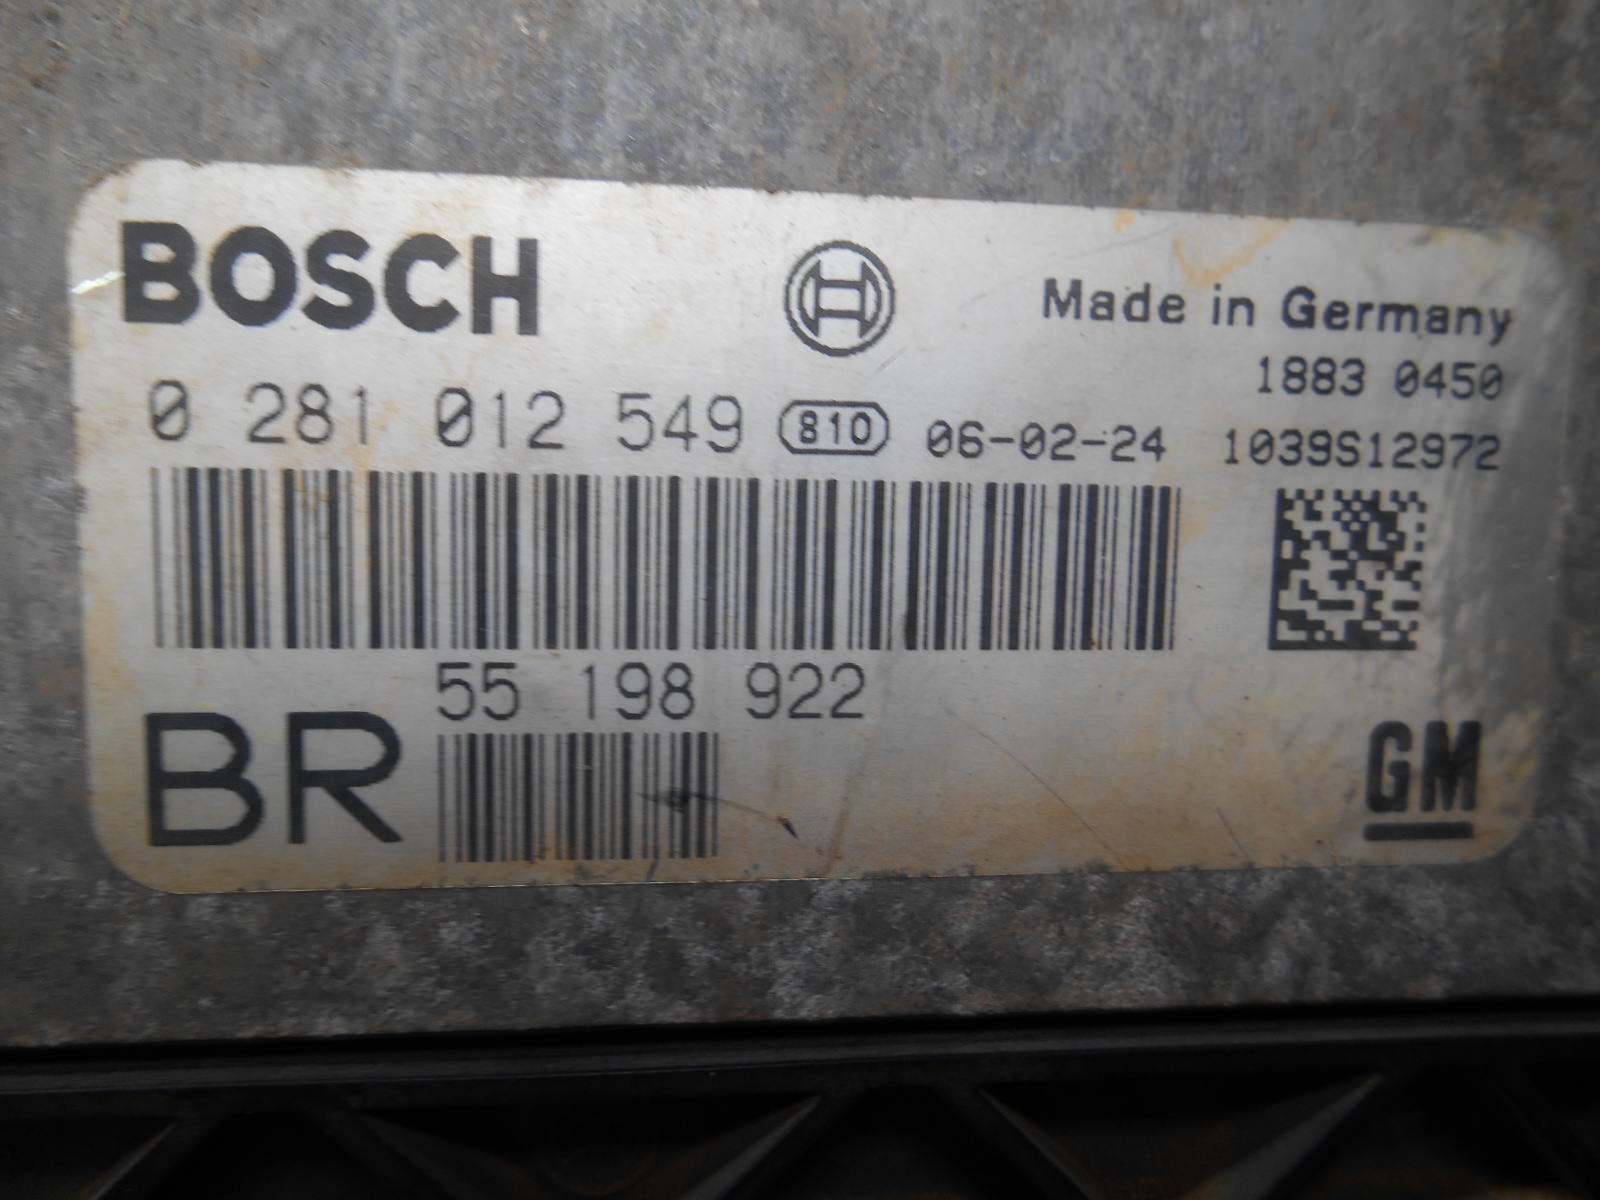 BOSCH
Made in Germany
1883 0450
0 281 012 549 810 06-02-24 1039S12972
55 198 922
BR
GM